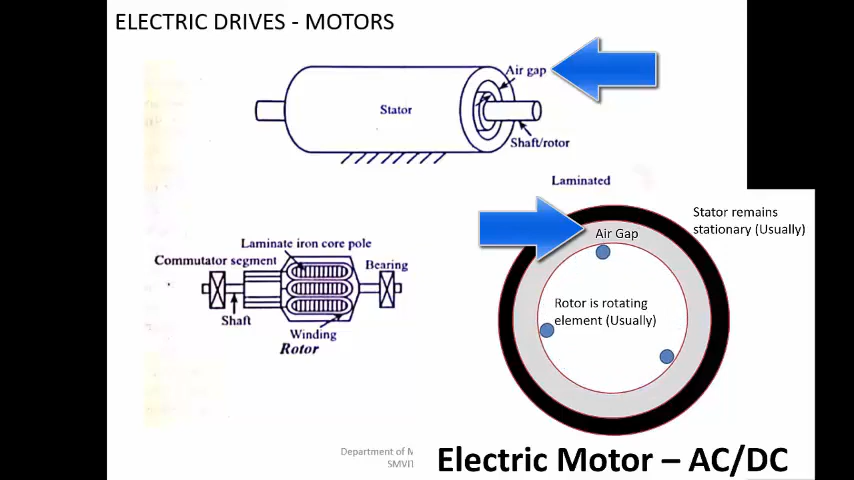 ELECTRIC DRIVES - MOTORS
Air gap
Stator
Shaft/rotor
Laminated
Stator remains
stationary (Usually)
Air Gap
Laminate iron core pole
Commutator segment
Bearing
Rotor is rotating
element (Usually)
Shaft
Winding
Rotor
Department of M
SMVIT
Electric Motor – AC/DC